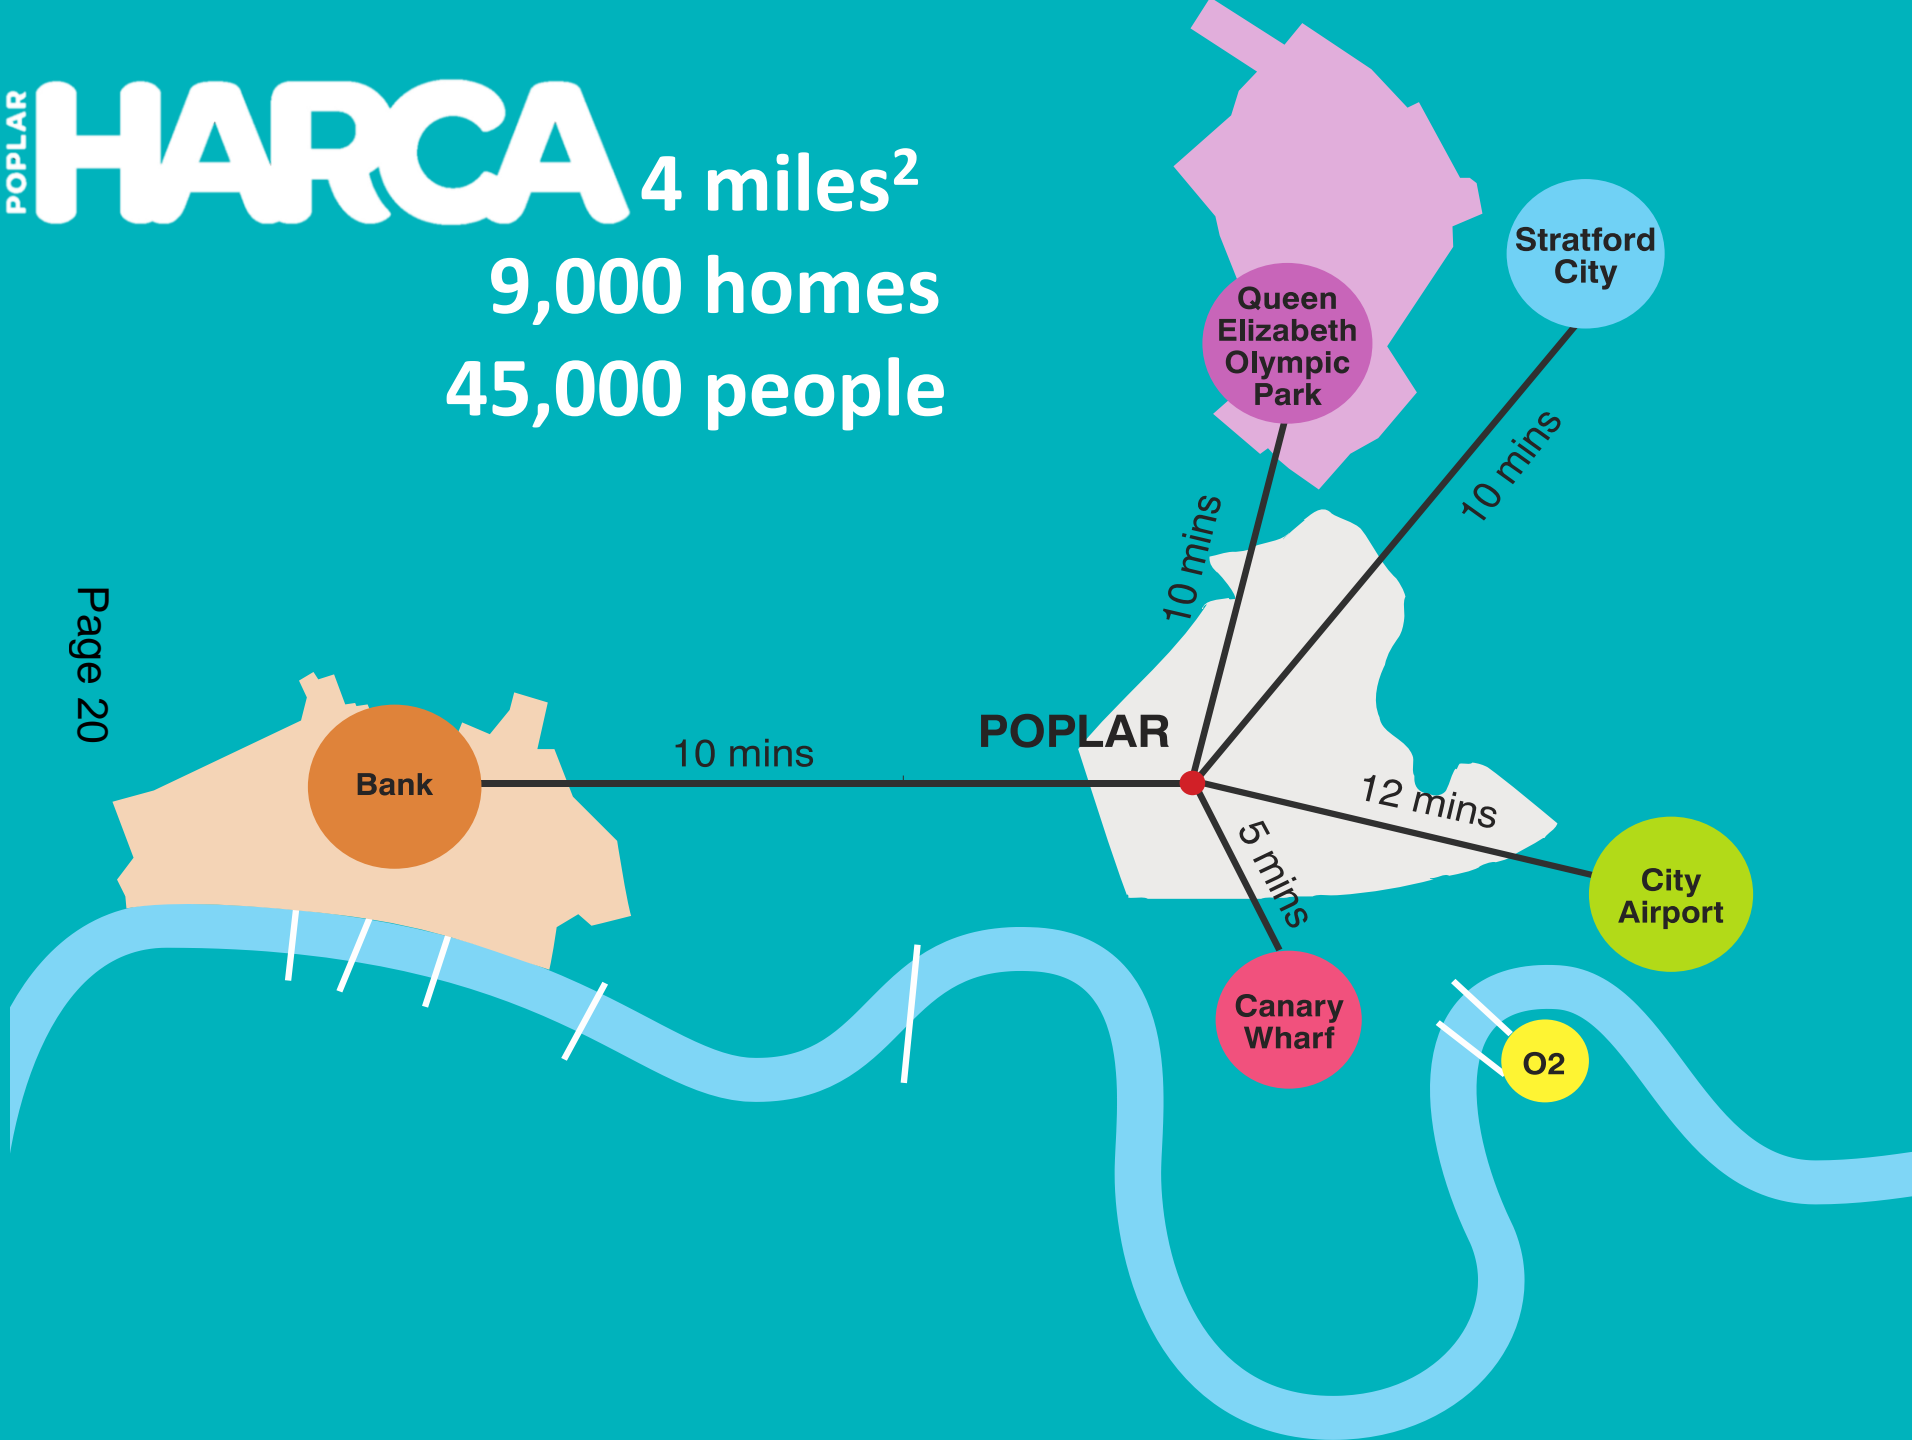 POPLAR
HARCA
4 miles²
9,000 homes
45,000 people
Queen
Elizabeth
Olympic
Park
Stratford
City
10 mins
10 mins
Page 20
POPLAR
10 mins
Bank
12 mins
5 mins
City
Airport
Canary
Wharf
O2